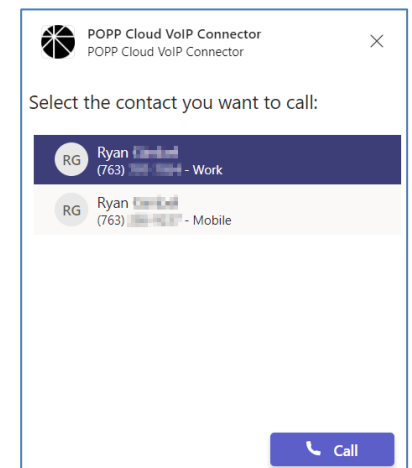 POPP Cloud VoIP Connector
POPP Cloud VoIP Connector
Select the contact you want to call:
RG
Ryan
(763) - Work
RG
Ryan
(763) - Mobile
Call